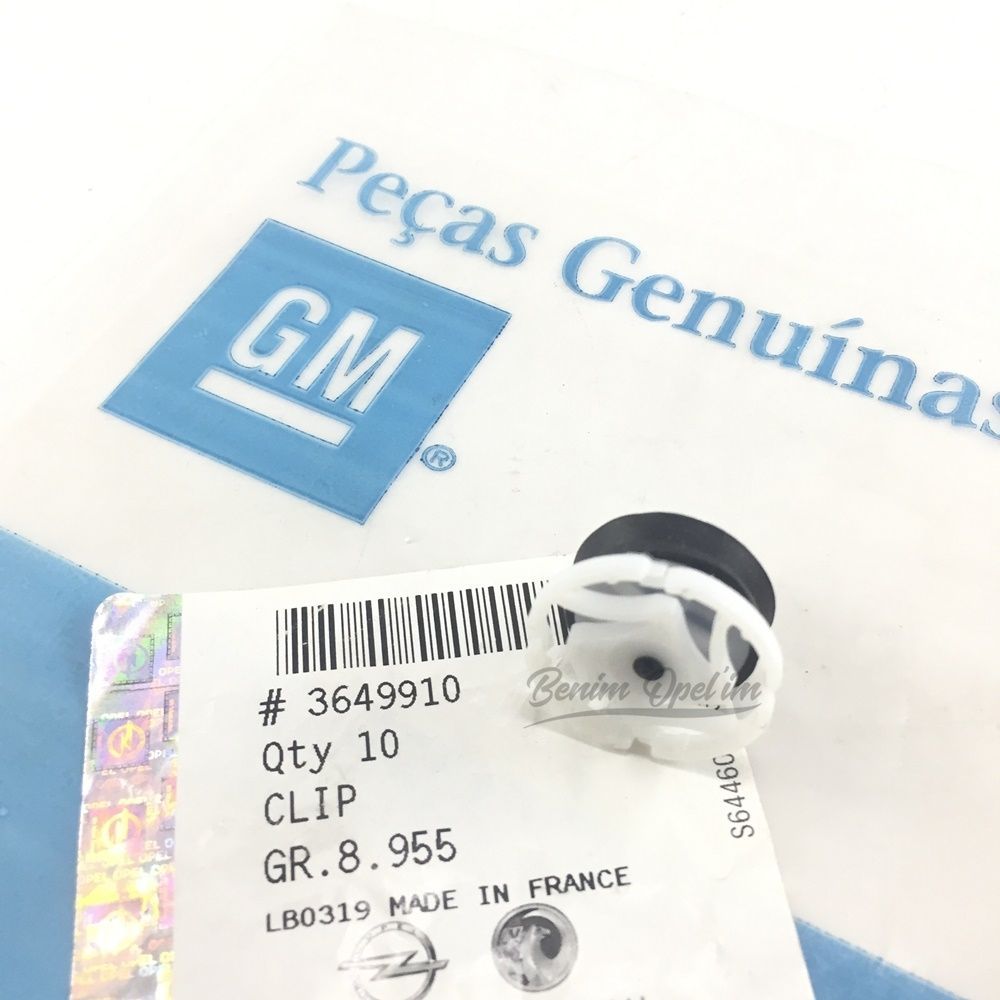 Peças Genuínas
GM
®
# 3649910
Qty 10
CLIP
GR.8.955
LB0319 MADE IN FRANCE
Benim Opel'im
S6446C